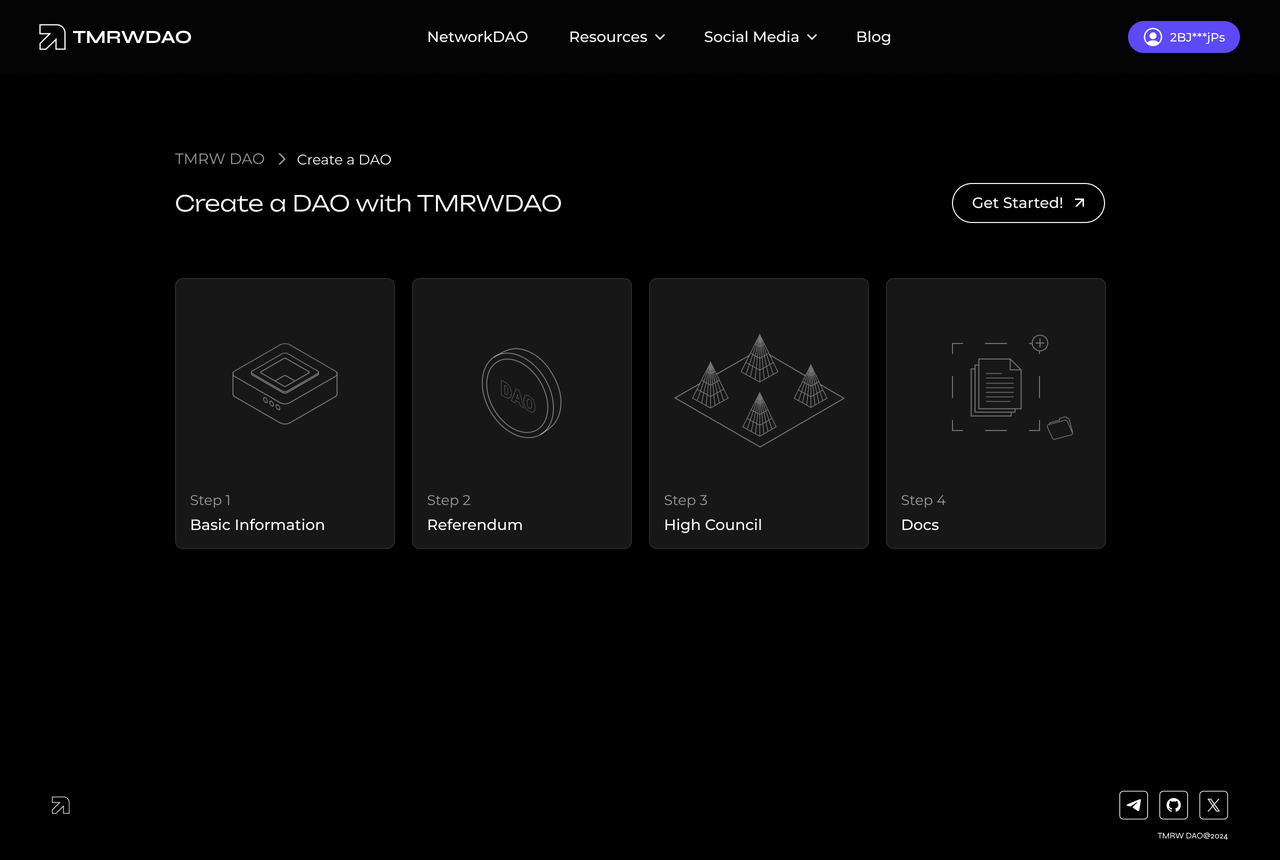 TMRWDAO
NetworkDAO Resources Social Media Blog
2BJ***jPs
TMRW DAO Create a DAO
Create a DAO with TMRWDAO
Get Started!
DAO
Step 1
Basic Information
Step 2
Referendum
Step 3
High Council
Step 4
Docs
TMRW DAO@2024